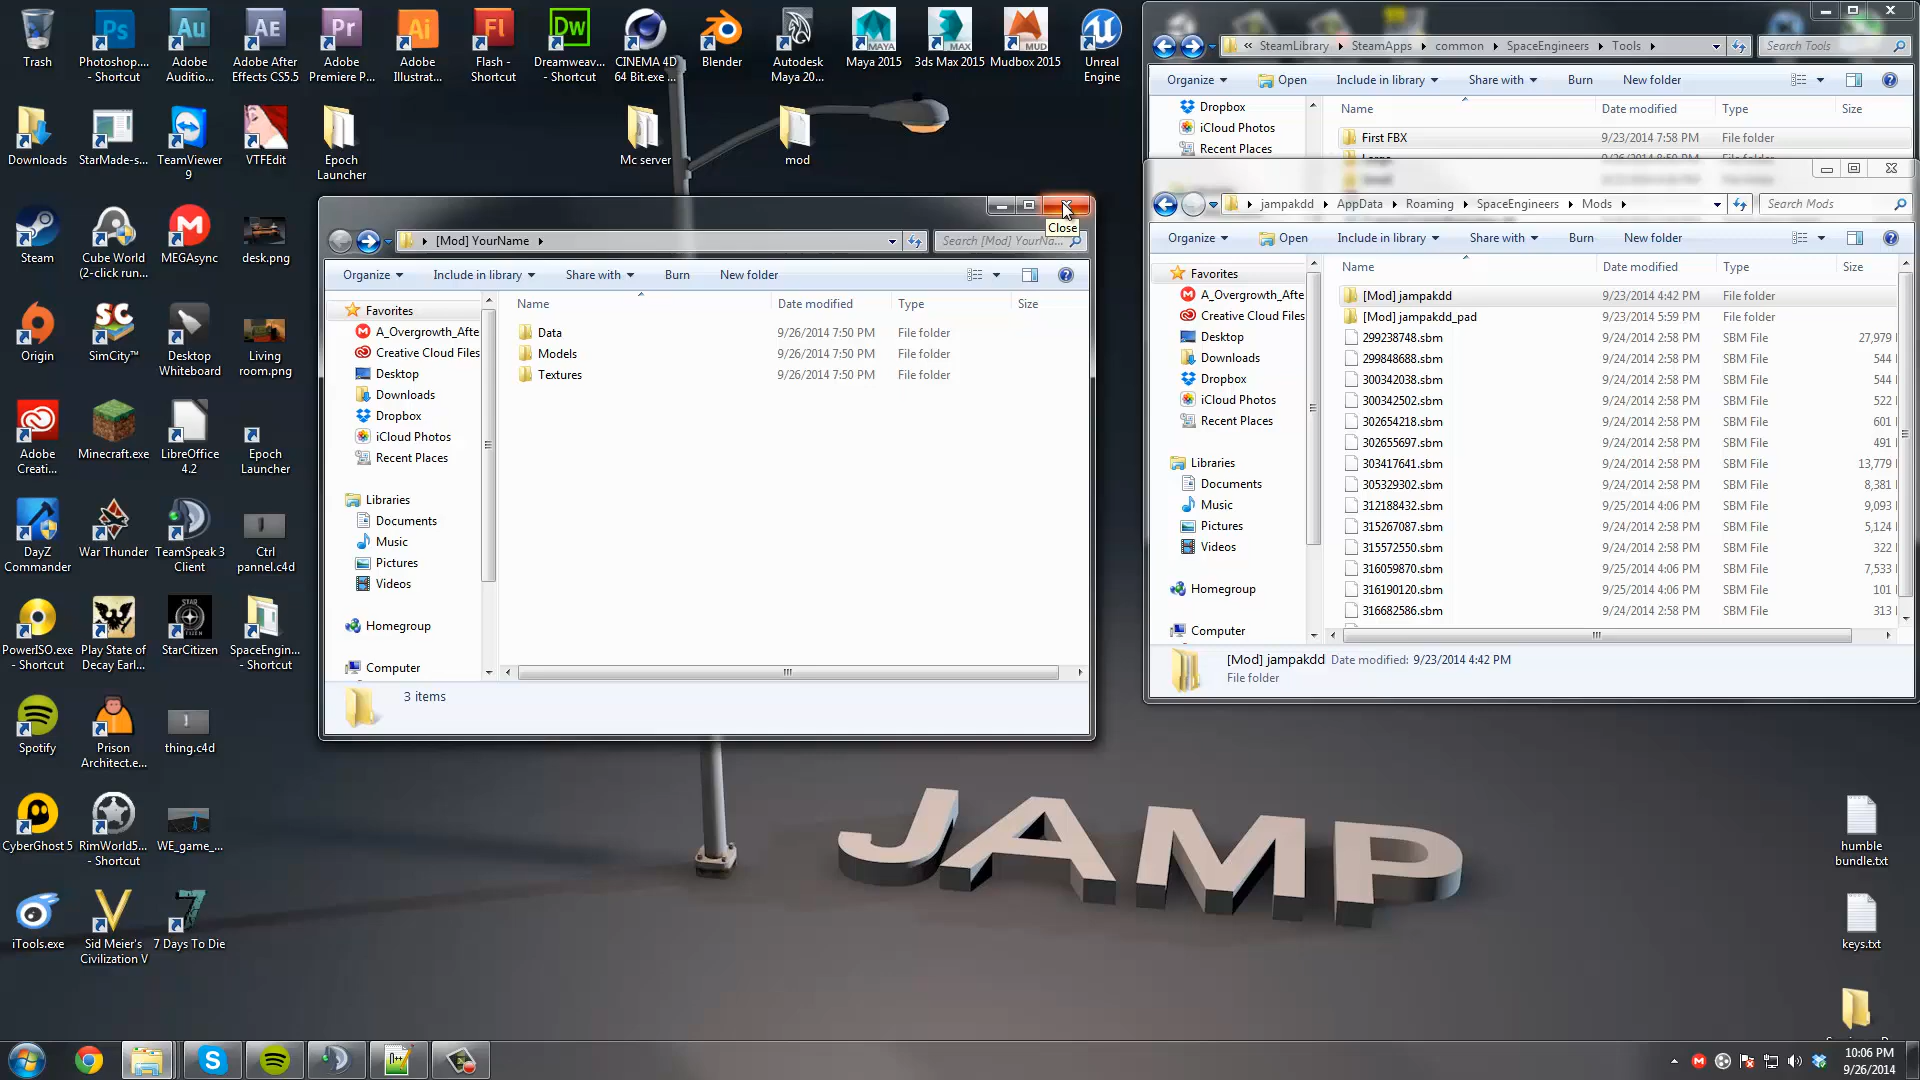 Trash
Photoshop....
- Shortcut
Adobe
Auditio...
Adobe After
Effects CS5.5
Adobe
Premiere P...
Adobe
Illustrat...
Flash -
Shortcut
Dreamweav...
- Shortcut
CINEMA 4D
64 Bit.exe ...
Blender
Autodesk
Maya 20...
Maya 2015
3ds Max 2015
Mudbox 2015
Unreal
Engine
Downloads
StarMade-s...
TeamViewer
9
VTFEdit
Epoch
Launcher
Mc server
mod
Steam
Cube World
(2-click run...
MEGAsync
desk.png
Origin
SimCity™
Desktop
Whiteboard
Living
room.png
Adobe
Creati...
Minecraft.exe
LibreOffice
4.2
Epoch
Launcher
DayZ
Commander
War Thunder
TeamSpeak 3
Client
Ctrl
pannel.c4d
PowerISO.exe
- Shortcut
Play State of
Decay Earl...
StarCitizen
SpaceEngin...
- Shortcut
Spotify
Prison
Architect.e...
thing.c4d
CyberGhost 5
RimWorld5...
- Shortcut
WE_game_...
iTools.exe
Sid Meier's
Civilization V
7 Days To Die
Close
[Mod] YourName
Search [Mod] YourNa...
Organize Include in library Share with Burn New folder
Name Date modified Type Size
Favorites
A_Overgrowth_Afte
Creative Cloud Files
Desktop
Downloads
Dropbox
iCloud Photos
Recent Places
Libraries
Documents
Music
Pictures
Videos
Homegroup
Computer
Data 9/26/2014 7:50 PM File folder
Models 9/26/2014 7:50 PM File folder
Textures 9/26/2014 7:50 PM File folder
3 items
« SteamLibrary SteamApps common SpaceEngineers Tools
Search Tools
Organize Open Include in library Share with Burn New folder
Name Date modified Type Size
Dropbox
iCloud Photos
Recent Places
First FBX 9/23/2014 7:58 PM File folder
jampakdd AppData Roaming SpaceEngineers Mods
Search Mods
Organize Open Include in library Share with Burn New folder
Name Date modified Type Size
Favorites
A_Overgrowth_Afte
Creative Cloud Files
Desktop
Downloads
Dropbox
iCloud Photos
Recent Places
Libraries
Documents
Music
Pictures
Videos
Homegroup
Computer
[Mod] jampakdd 9/23/2014 4:42 PM File folder
[Mod] jampakdd_pad 9/23/2014 5:59 PM File folder
299238748.sbm 9/24/2014 2:58 PM SBM File 27,979
299848688.sbm 9/24/2014 2:58 PM SBM File 544
300342038.sbm 9/24/2014 2:58 PM SBM File 544
300342502.sbm 9/24/2014 2:58 PM SBM File 522
302654218.sbm 9/24/2014 2:58 PM SBM File 601
302655697.sbm 9/24/2014 2:58 PM SBM File 491
303417641.sbm 9/24/2014 2:58 PM SBM File 13,779
305329302.sbm 9/24/2014 2:58 PM SBM File 8,381
312188432.sbm 9/25/2014 4:06 PM SBM File 9,093
315267087.sbm 9/24/2014 2:58 PM SBM File 5,124
315572550.sbm 9/24/2014 2:58 PM SBM File 322
316059870.sbm 9/25/2014 4:06 PM SBM File 7,533
316190120.sbm 9/25/2014 4:06 PM SBM File 101
316682586.sbm 9/24/2014 2:58 PM SBM File 313
[Mod] jampakdd Date modified: 9/23/2014 4:42 PM
File folder
JAMP
humble
bundle.txt
keys.txt
10:06 PM
9/26/2014